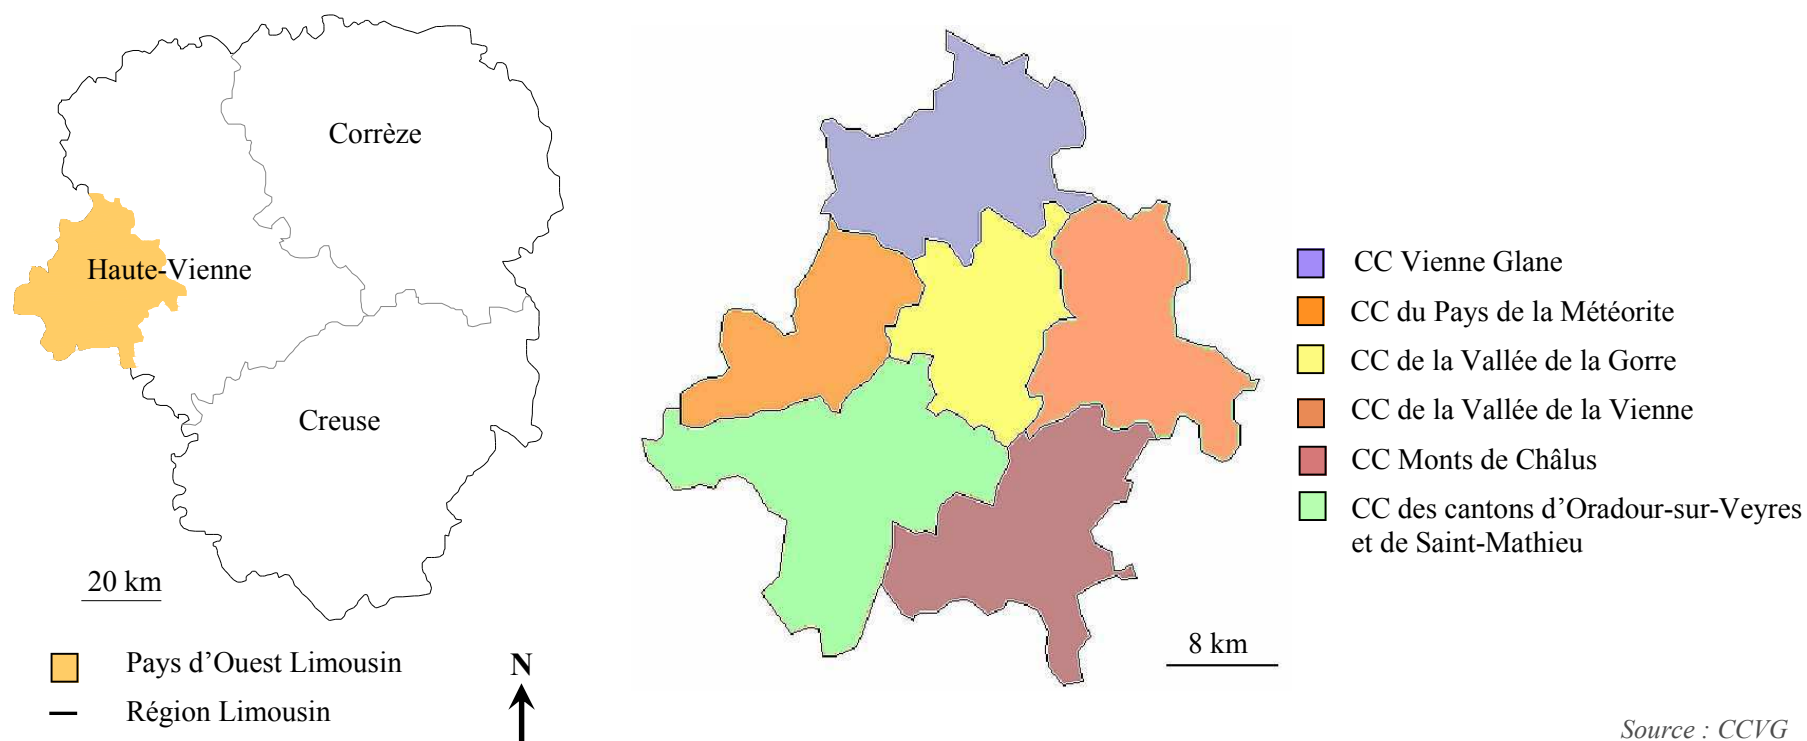 Corrèze
Haute-Vienne
Creuse
20 km
Pays d’Ouest Limousin
Région Limousin
N
CC Vienne Glane
CC du Pays de la Météorite
CC de la Vallée de la Gorre
CC de la Vallée de la Vienne
CC Monts de Châlus
CC des cantons d’Oradour-sur-Veyres
et de Saint-Mathieu
8 km
Source : CCVG